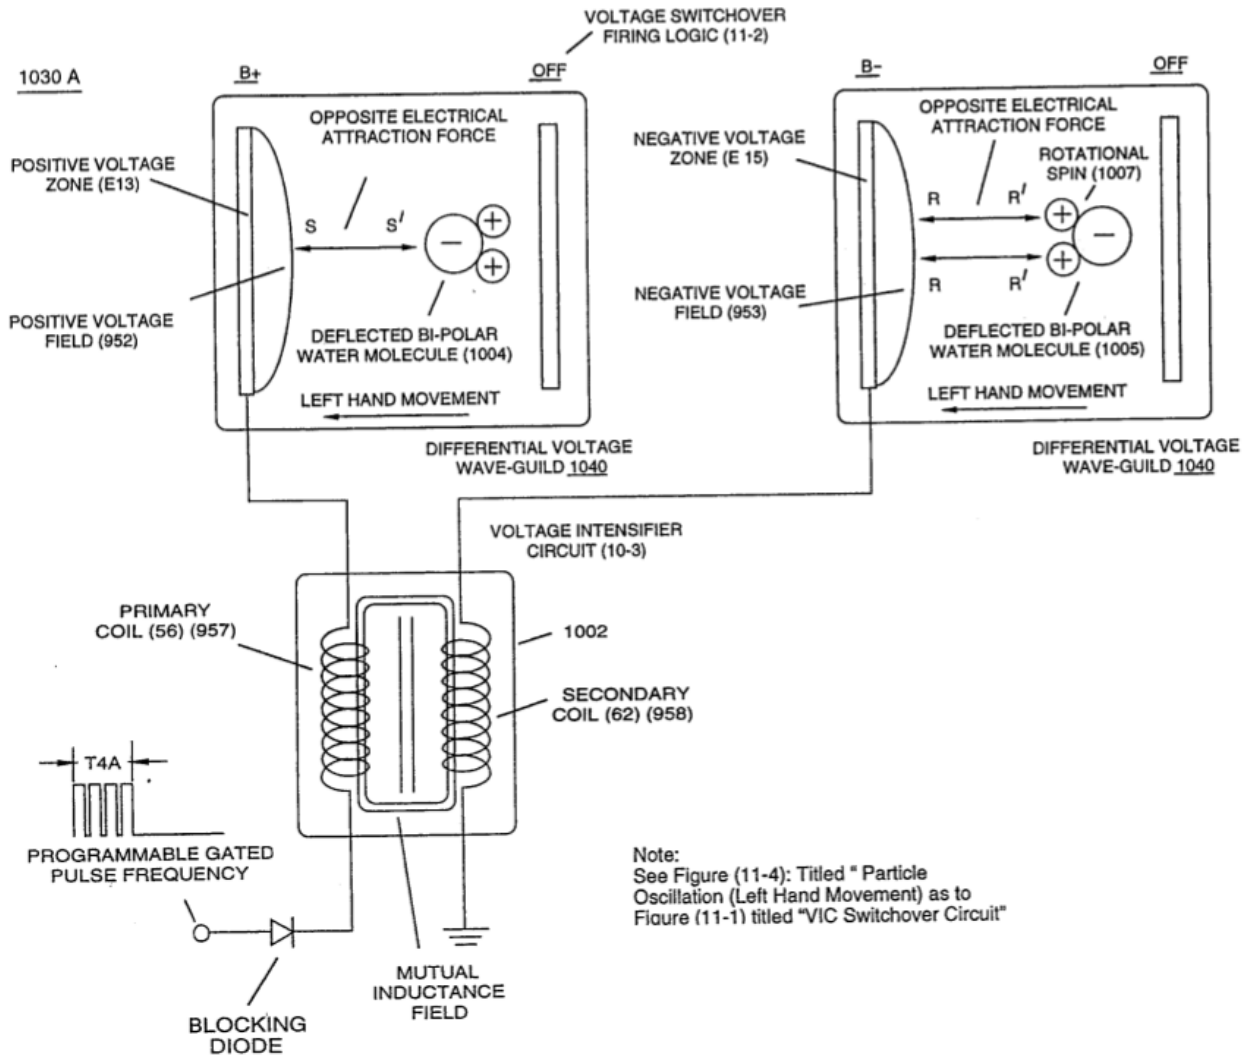 VOLTAGE SWITCHOVER
FIRING LOGIC (11-2)
1030 A
B+
OFF
B-
OFF
OPPOSITE ELECTRICAL
ATTRACTION FORCE
POSITIVE VOLTAGE
ZONE (E13)
S
S'
−
+
+
POSITIVE VOLTAGE
FIELD (952)
DEFLECTED BI-POLAR
WATER MOLECULE (1004)
LEFT HAND MOVEMENT
DIFFERENTIAL VOLTAGE
WAVE-GUILD 1040
OPPOSITE ELECTRICAL
ATTRACTION FORCE
NEGATIVE VOLTAGE
ZONE (E 15)
ROTATIONAL
SPIN (1007)
R
R'
+
−
+
R
R'
NEGATIVE VOLTAGE
FIELD (953)
DEFLECTED BI-POLAR
WATER MOLECULE (1005)
LEFT HAND MOVEMENT
DIFFERENTIAL VOLTAGE
WAVE-GUILD 1040
VOLTAGE INTENSIFIER
CIRCUIT (10-3)
PRIMARY
COIL (56) (957)
1002
SECONDARY
COIL (62) (958)
T4A
PROGRAMMABLE GATED
PULSE FREQUENCY
MUTUAL
INDUCTANCE
FIELD
BLOCKING
DIODE
Note:
See Figure (11-4): Titled " Particle
Oscillation (Left Hand Movement) as to
Figure (11-1) titled "VIC Switchover Circuit"